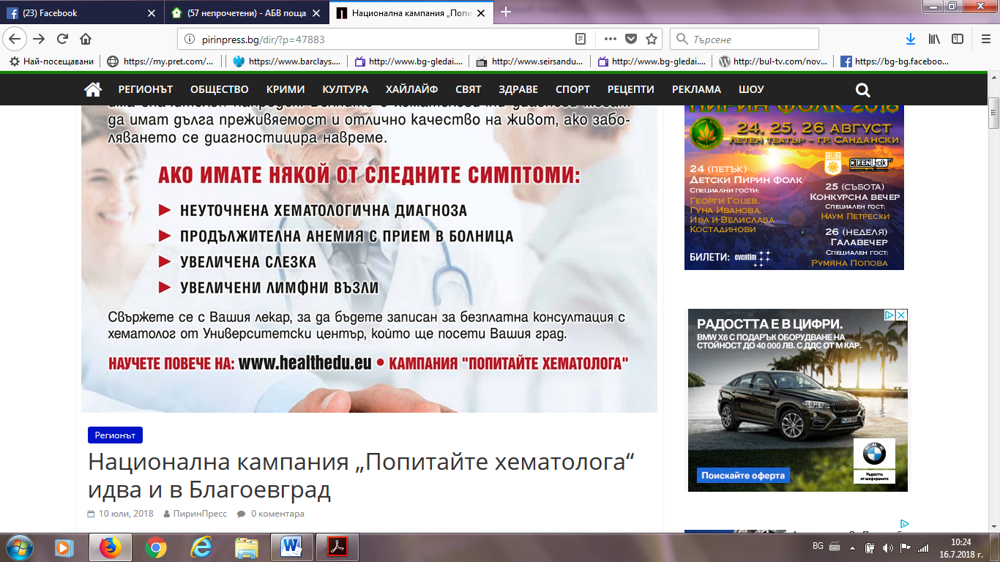 (23) Facebook
(57 непрочетени) - АБВ поща
Национална кампания „Попи
pirinpress.bg/dir/?p=47883
Търсене
Най-посещавани
https://my.pret.com/...
https://www.barclays....
http://www.bg-gledai....
http://www.seirsandu...
http://www.bg-gledai....
http://bul-tv.com/nov...
https://bg-bg.faceboo...
РЕГИОНЪТ
ОБЩЕСТВО
КРИМИ
КУЛТУРА
ХАЙЛАЙФ
СВЯТ
ЗДРАВЕ
СПОРТ
РЕЦЕПТИ
РЕКЛАМА
ШОУ
да имат дълга преживяемост и отлично качество на живот, ако забо-
ляването се диагностицира навреме.
АКО ИМАТЕ НЯКОЙ ОТ СЛЕДНИТЕ СИМПТОМИ:
НЕУТОЧНЕНА ХЕМАТОЛОГИЧНА ДИАГНОЗА
ПРОДЪЛЖИТЕЛНА АНЕМИЯ С ПРИЕМ В БОЛНИЦА
УВЕЛИЧЕНА СЛЕЗКА
УВЕЛИЧЕНИ ЛИМФНИ ВЪЗЛИ
Свържете се с Вашия лекар, за да бъдете записан за безплатна консултация с
хематолог от Университетски център, който ще посети Вашия град.
НАУЧЕТЕ ПОВЕЧЕ НА: www.healthedu.eu • КАМПАНИЯ "ПОПИТАЙТЕ ХЕМАТОЛОГА"
Регионът
Национална кампания „Попитайте хематолога“
идва и в Благоевград
10 юли, 2018 ПиринПресс 0 коментара
ПИРИН ФОЛК 2018
24, 25, 26 АВГУСТ
ЛЕТЕН ТЕАТЪР – ГР. САНДАНСКИ
24 (ПЕТЪК)
ДЕТСКИ ПИРИН ФОЛК
СПЕЦИАЛНИ ГОСТИ:
ГЕОРГИ ГОЦЕВ,
ГУНА ИВАНОВА,
ИВА И ВЕЛИСЛАВА
КОСТАДИНОВИ
БИЛЕТИ: eventim
FEN folk TV
25 (СЪБОТА)
КОНКУРСНА ВЕЧЕР
СПЕЦИАЛЕН ГОСТ:
НАУМ ПЕТРЕСКИ
26 (НЕДЕЛЯ)
ГАЛАВЕЧЕР
СПЕЦИАЛЕН ГОСТ:
РУМЯНА ПОПОВА
РАДОСТТА Е В ЦИФРИ.
BMW X6 С ПОДАРЪК ОБОРУДВАНЕ НА
СТОЙНОСТ ДО 40 000 ЛВ. С ДДС ОТ М КАР.
BMW
Радостта
от шофирането
Поискайте оферта
BG
10:24
16.7.2018 г.